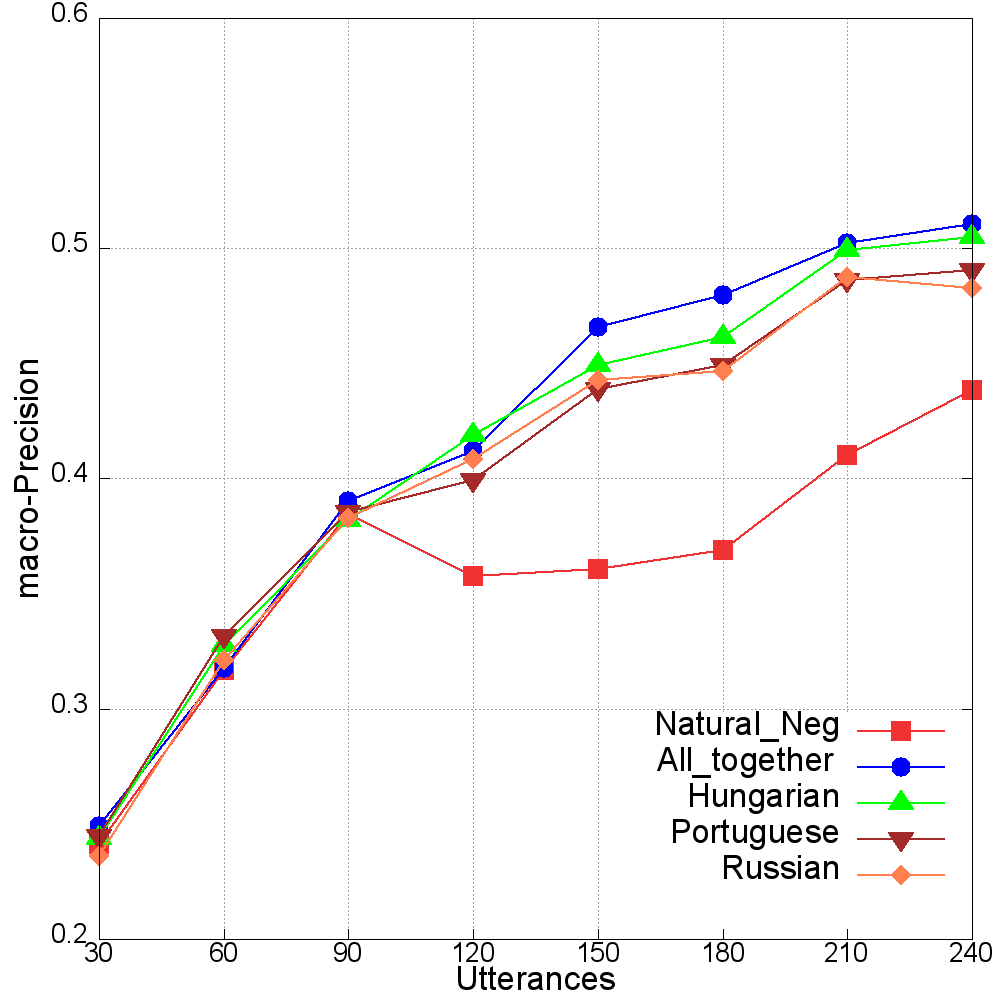 0.6
0.5
0.4
0.3
0.2
macro-Precision
30 60 90 120 150 180 210 240
Utterances
Natural_Neg
All_together
Hungarian
Portuguese
Russian